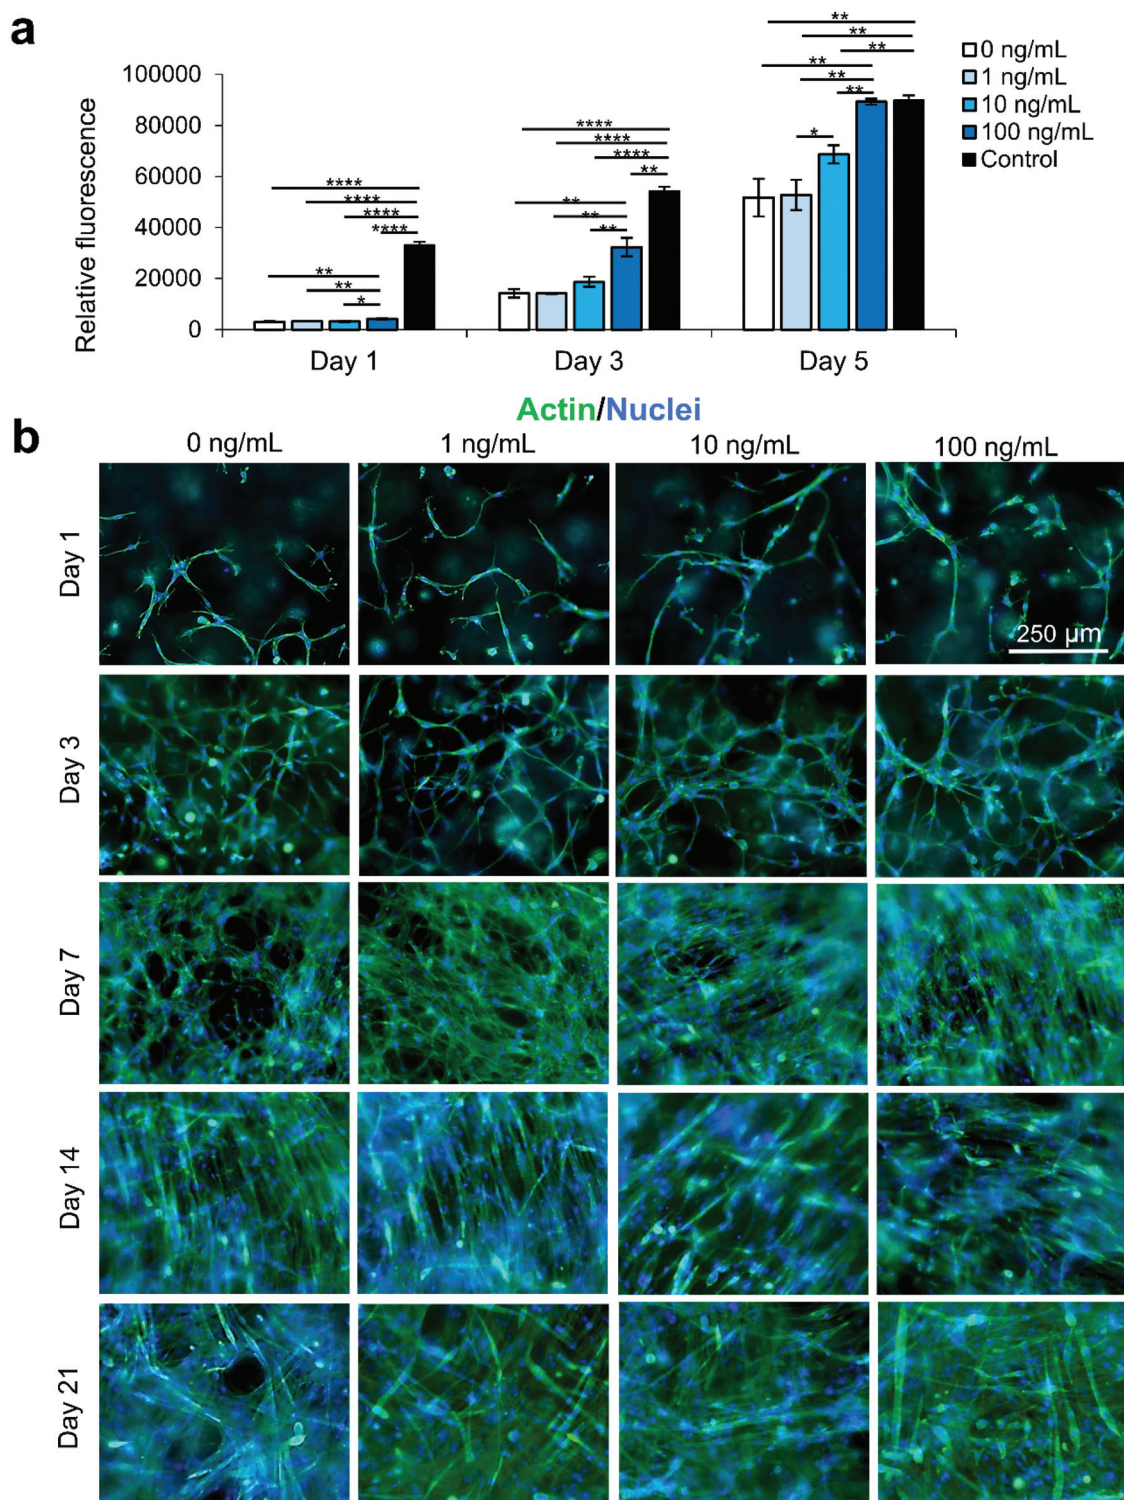 a
**
**
**
**
**
**
*
****
****
****
**
**
**
**
****
****
****
****
**
**
*
0 ng/mL
1 ng/mL
10 ng/mL
100 ng/mL
Control
Relative fluorescence
100000
80000
60000
40000
20000
0
Day 1
Day 3
Day 5
Actin/Nuclei
b
0 ng/mL
1 ng/mL
10 ng/mL
100 ng/mL
Day 1
250 µm
Day 3
Day 7
Day 14
Day 21